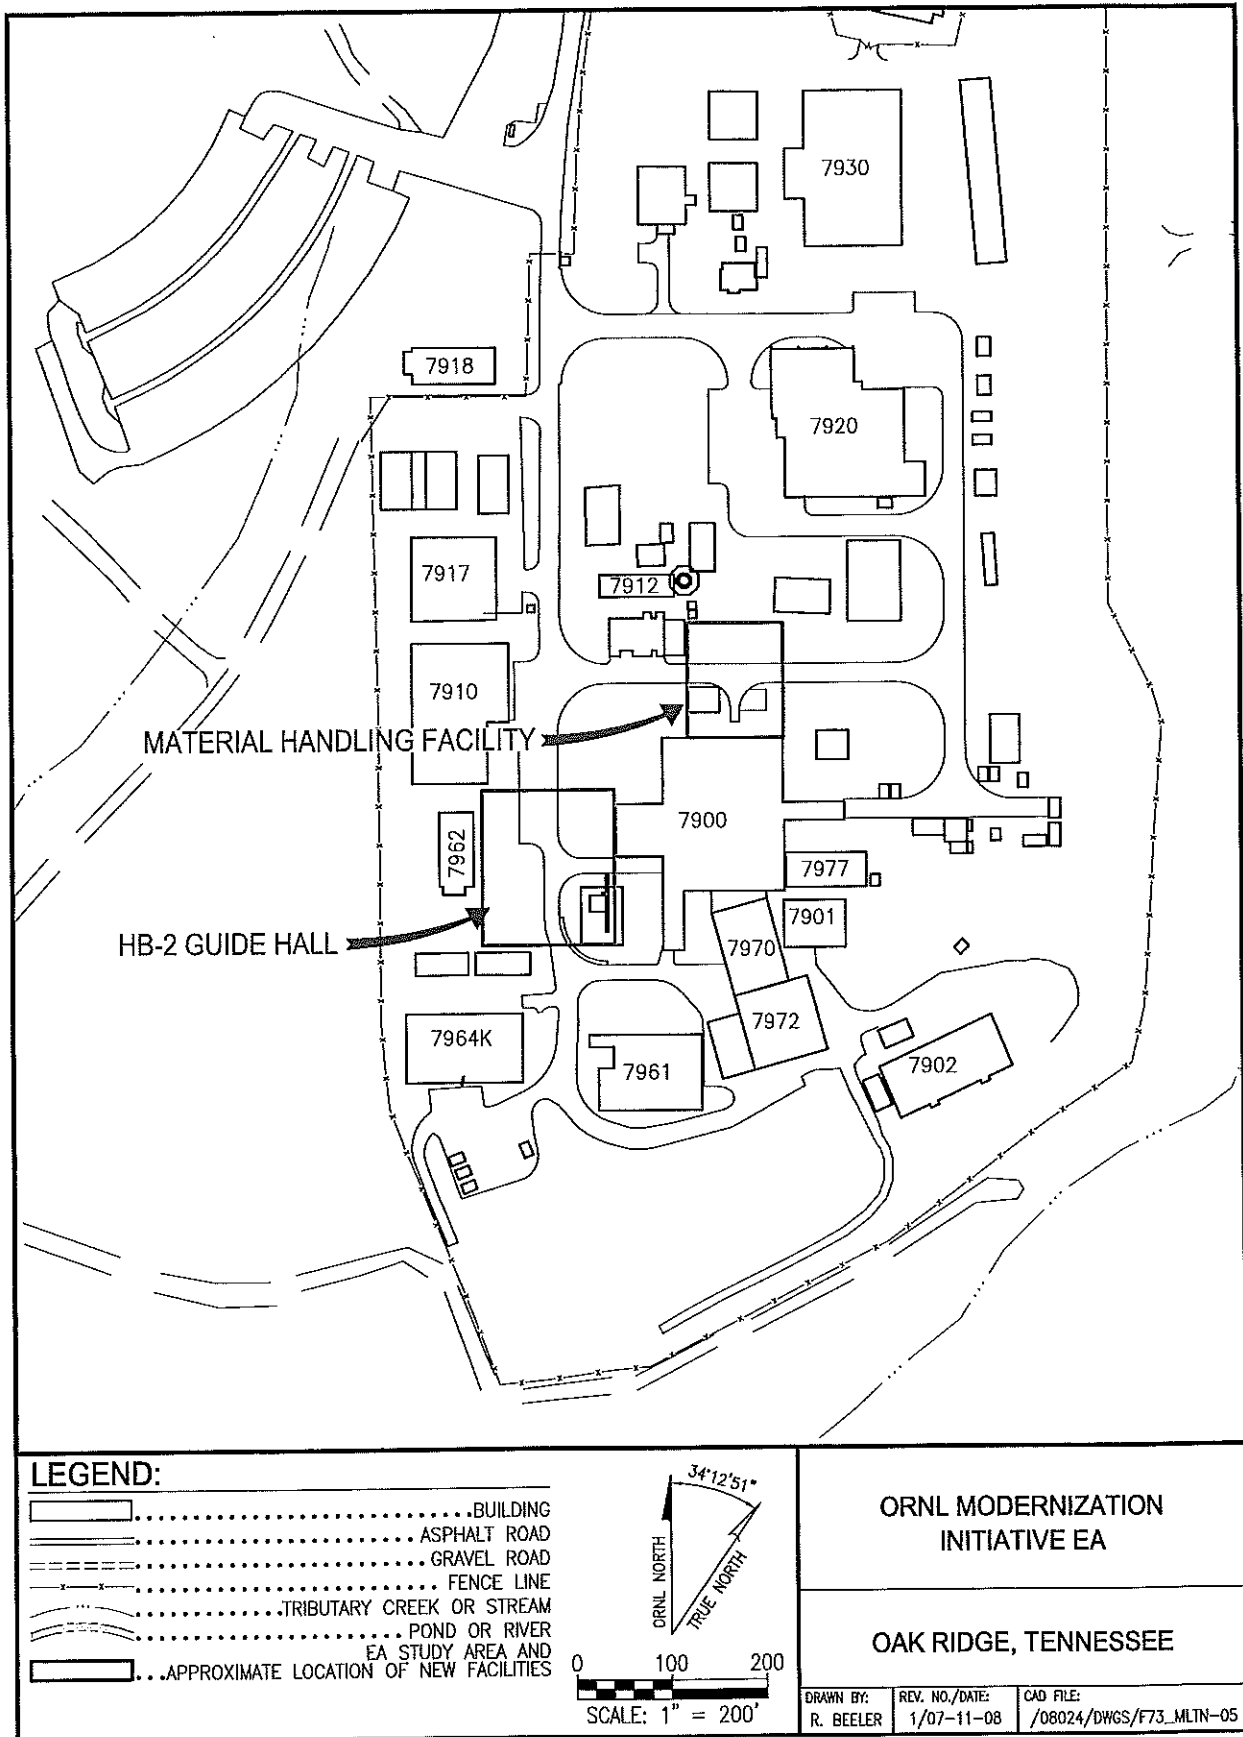 7930
7918
7920
7917
7912
7910
MATERIAL HANDLING FACILITY
7900
7962
7977
7901
HB-2 GUIDE HALL
7970
7972
7964K
7961
7902
LEGEND:
BUILDING
ASPHALT ROAD
GRAVEL ROAD
FENCE LINE
TRIBUTARY CREEK OR STREAM
POND OR RIVER
EA STUDY AREA AND
APPROXIMATE LOCATION OF NEW FACILITIES
34°12'51"
ORNL NORTH
TRUE NORTH
0 100 200
SCALE: 1" = 200'
ORNL MODERNIZATION
INITIATIVE EA
OAK RIDGE, TENNESSEE
DRAWN BY:
R. BEELER
REV. NO./DATE:
1/07-11-08
CAD FILE:
/08024/DWGS/F73_MLTN-05